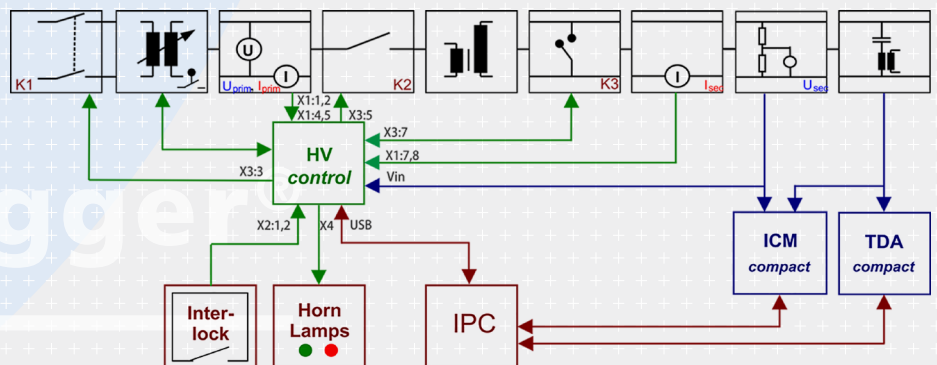 K1
U
I
Uprim, Iprim
K2
K3
I
Isec
Usec
X1:1,2
X1:4,5
X3:5
X3:7
X1:7,8
Vin
X3:3
HV
control
X2:1,2
X4
USB
ICM
compact
TDA
compact
Inter-
lock
Horn
Lamps
IPC
gger®